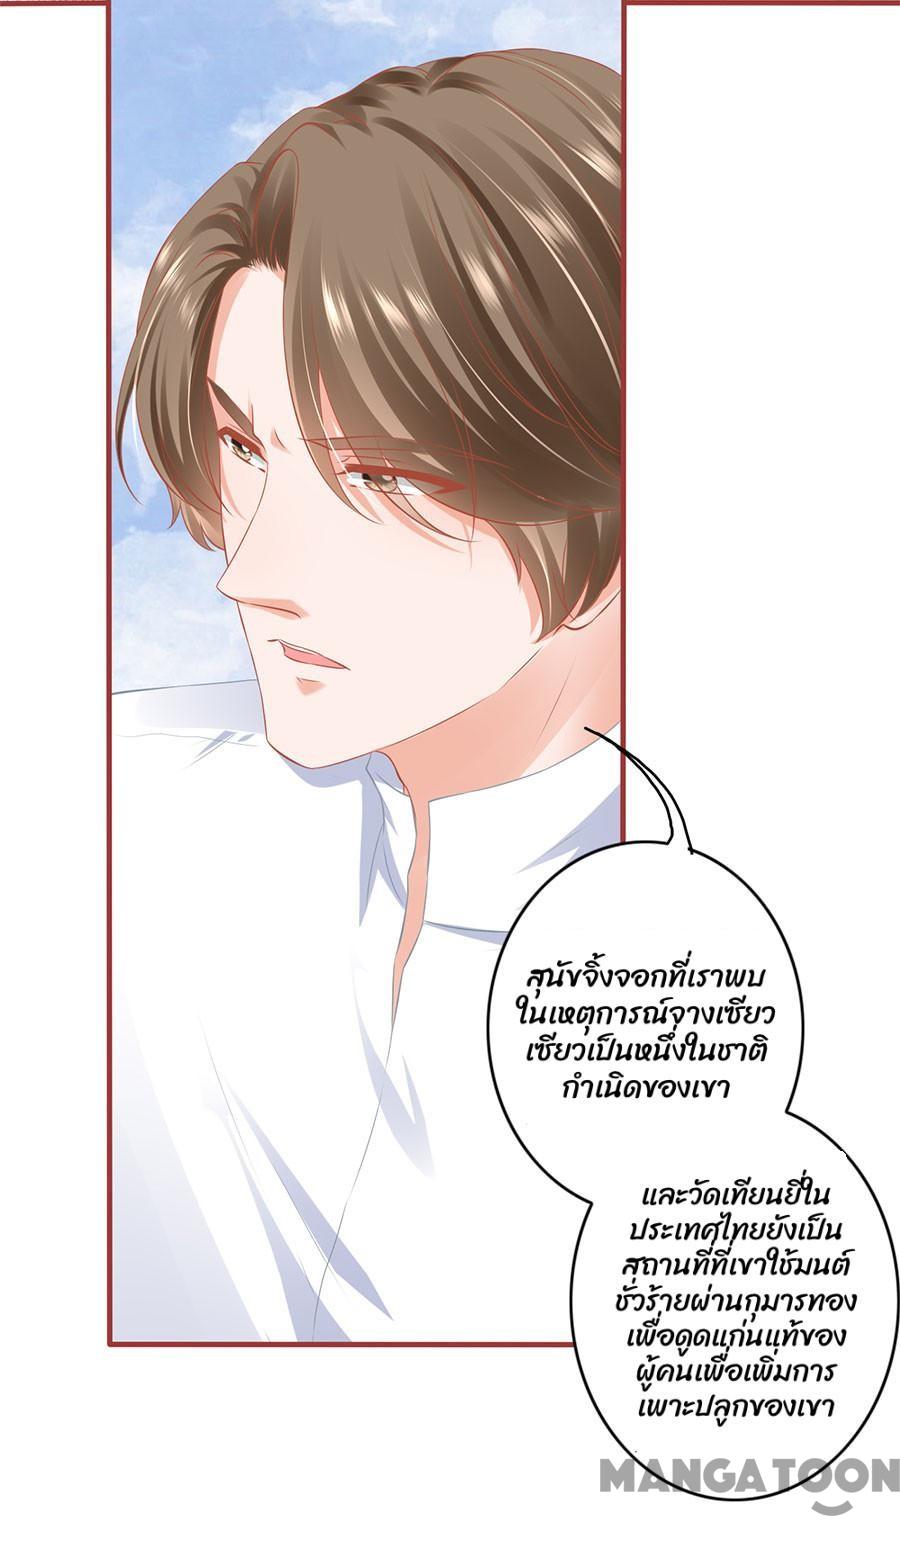 สุนัขจิ้งจอกที่เราพบ
ในเหตุการณ์จางเซียว
เซียวเป็นหนึ่งในชาติ
กำเนิดของเขา
และวัดเทียนยี่ใน
ประเทศไทยยังเป็น
สถานที่ที่เขาใช้มนต์
ชั่วร้ายผ่านกุมารทอง
เพื่อดูดแก่นแท้ของ
ผู้คนเพื่อเพิ่มการ
เพาะปลูกของเขา
MANGATOON